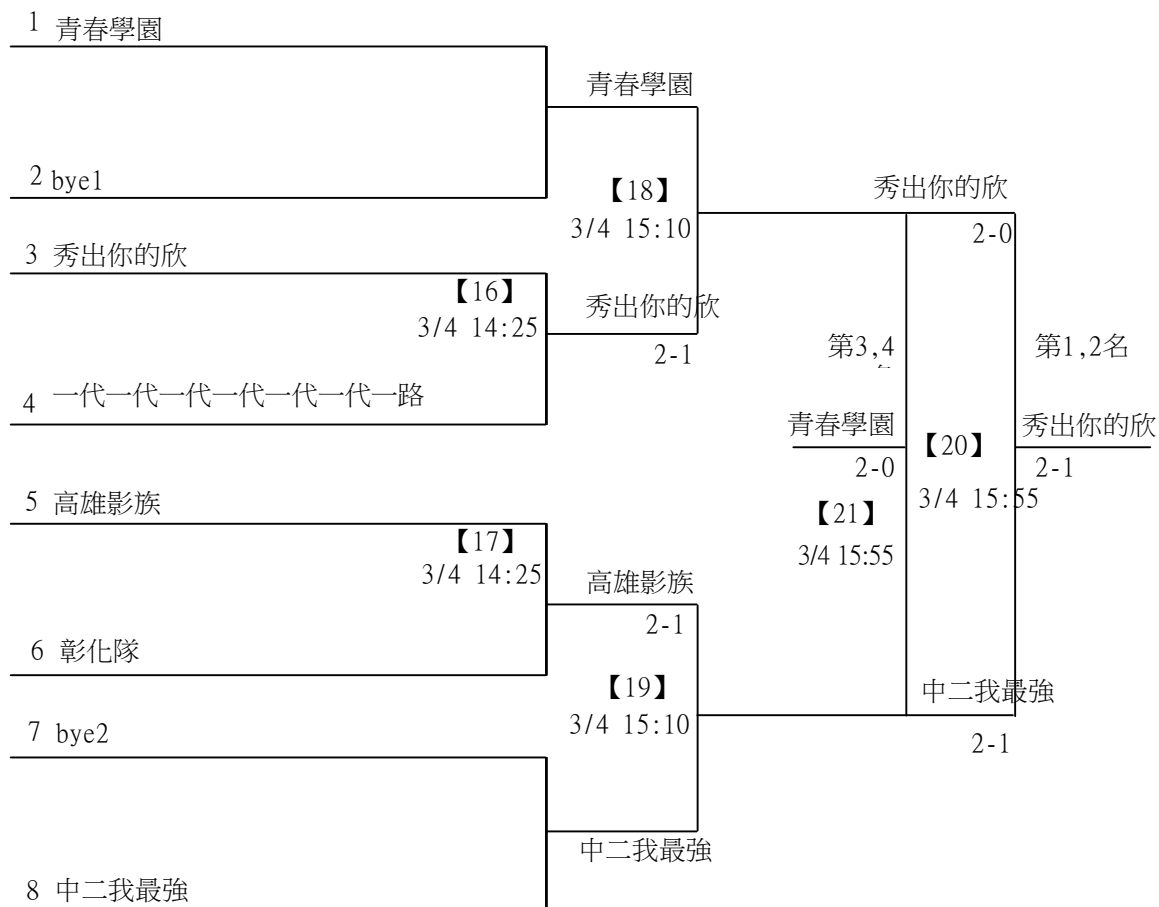 1 青春學園
青春學園
2 bye1
【18】
3/4 15:10
秀出你的欣
2-0
3 秀出你的欣
【16】
3/4 14:25
秀出你的欣
2-1
第3,4
第1,2名
4 一代一代一代一代一代一代一路
青春學園
2-0
【20】
3/4 15:55
秀出你的欣
2-1
5 高雄影族
【21】
3/4 15:55
【17】
3/4 14:25
高雄影族
2-1
6 彰化隊
【19】
3/4 15:10
中二我最強
2-1
7 bye2
中二我最強
8 中二我最強